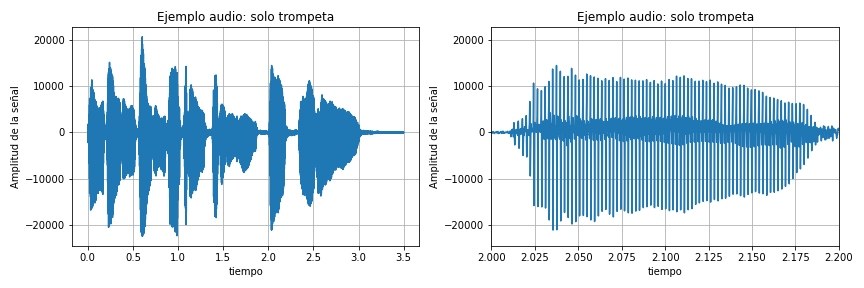 Ejemplo audio: solo trompeta
Amplitud de la señal
20000
10000
0
−10000
−20000
0.0 0.5 1.0 1.5 2.0 2.5 3.0 3.5
tiempo
Ejemplo audio: solo trompeta
Amplitud de la señal
20000
10000
0
−10000
−20000
2.000 2.025 2.050 2.075 2.100 2.125 2.150 2.175 2.200
tiempo